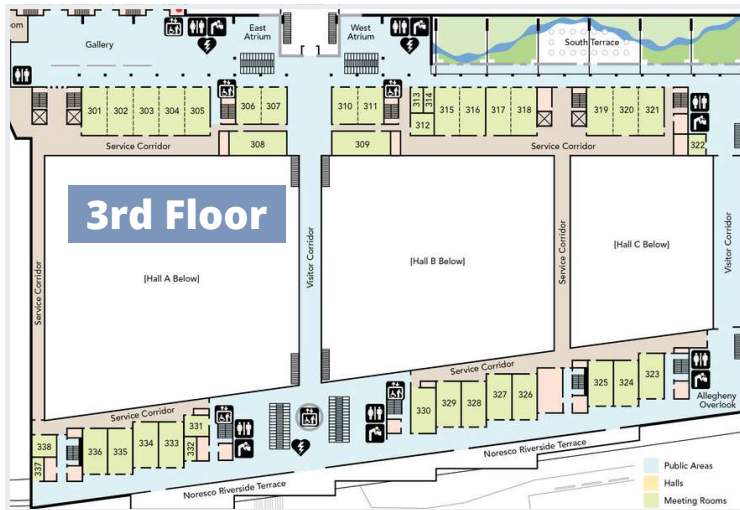 oom
Gallery
East
Atrium
West
Atrium
South Terrace
301
302
303
304
305
306
307
310
311
313
314
312
315
316
317
318
319
320
321
322
308
309
Service Corridor
Service Corridor
3rd Floor
[Hall A Below]
[Hall B Below]
[Hall C Below]
Service Corridor
Visitor Corridor
Service Corridor
Visitor Corridor
Service Corridor
Service Corridor
338
337
336
335
334
333
332
331
330
329
328
327
326
325
324
323
Allegheny
Overlook
Noresco Riverside Terrace
Noresco Riverside Terrace
Public Areas
Halls
Meeting Rooms